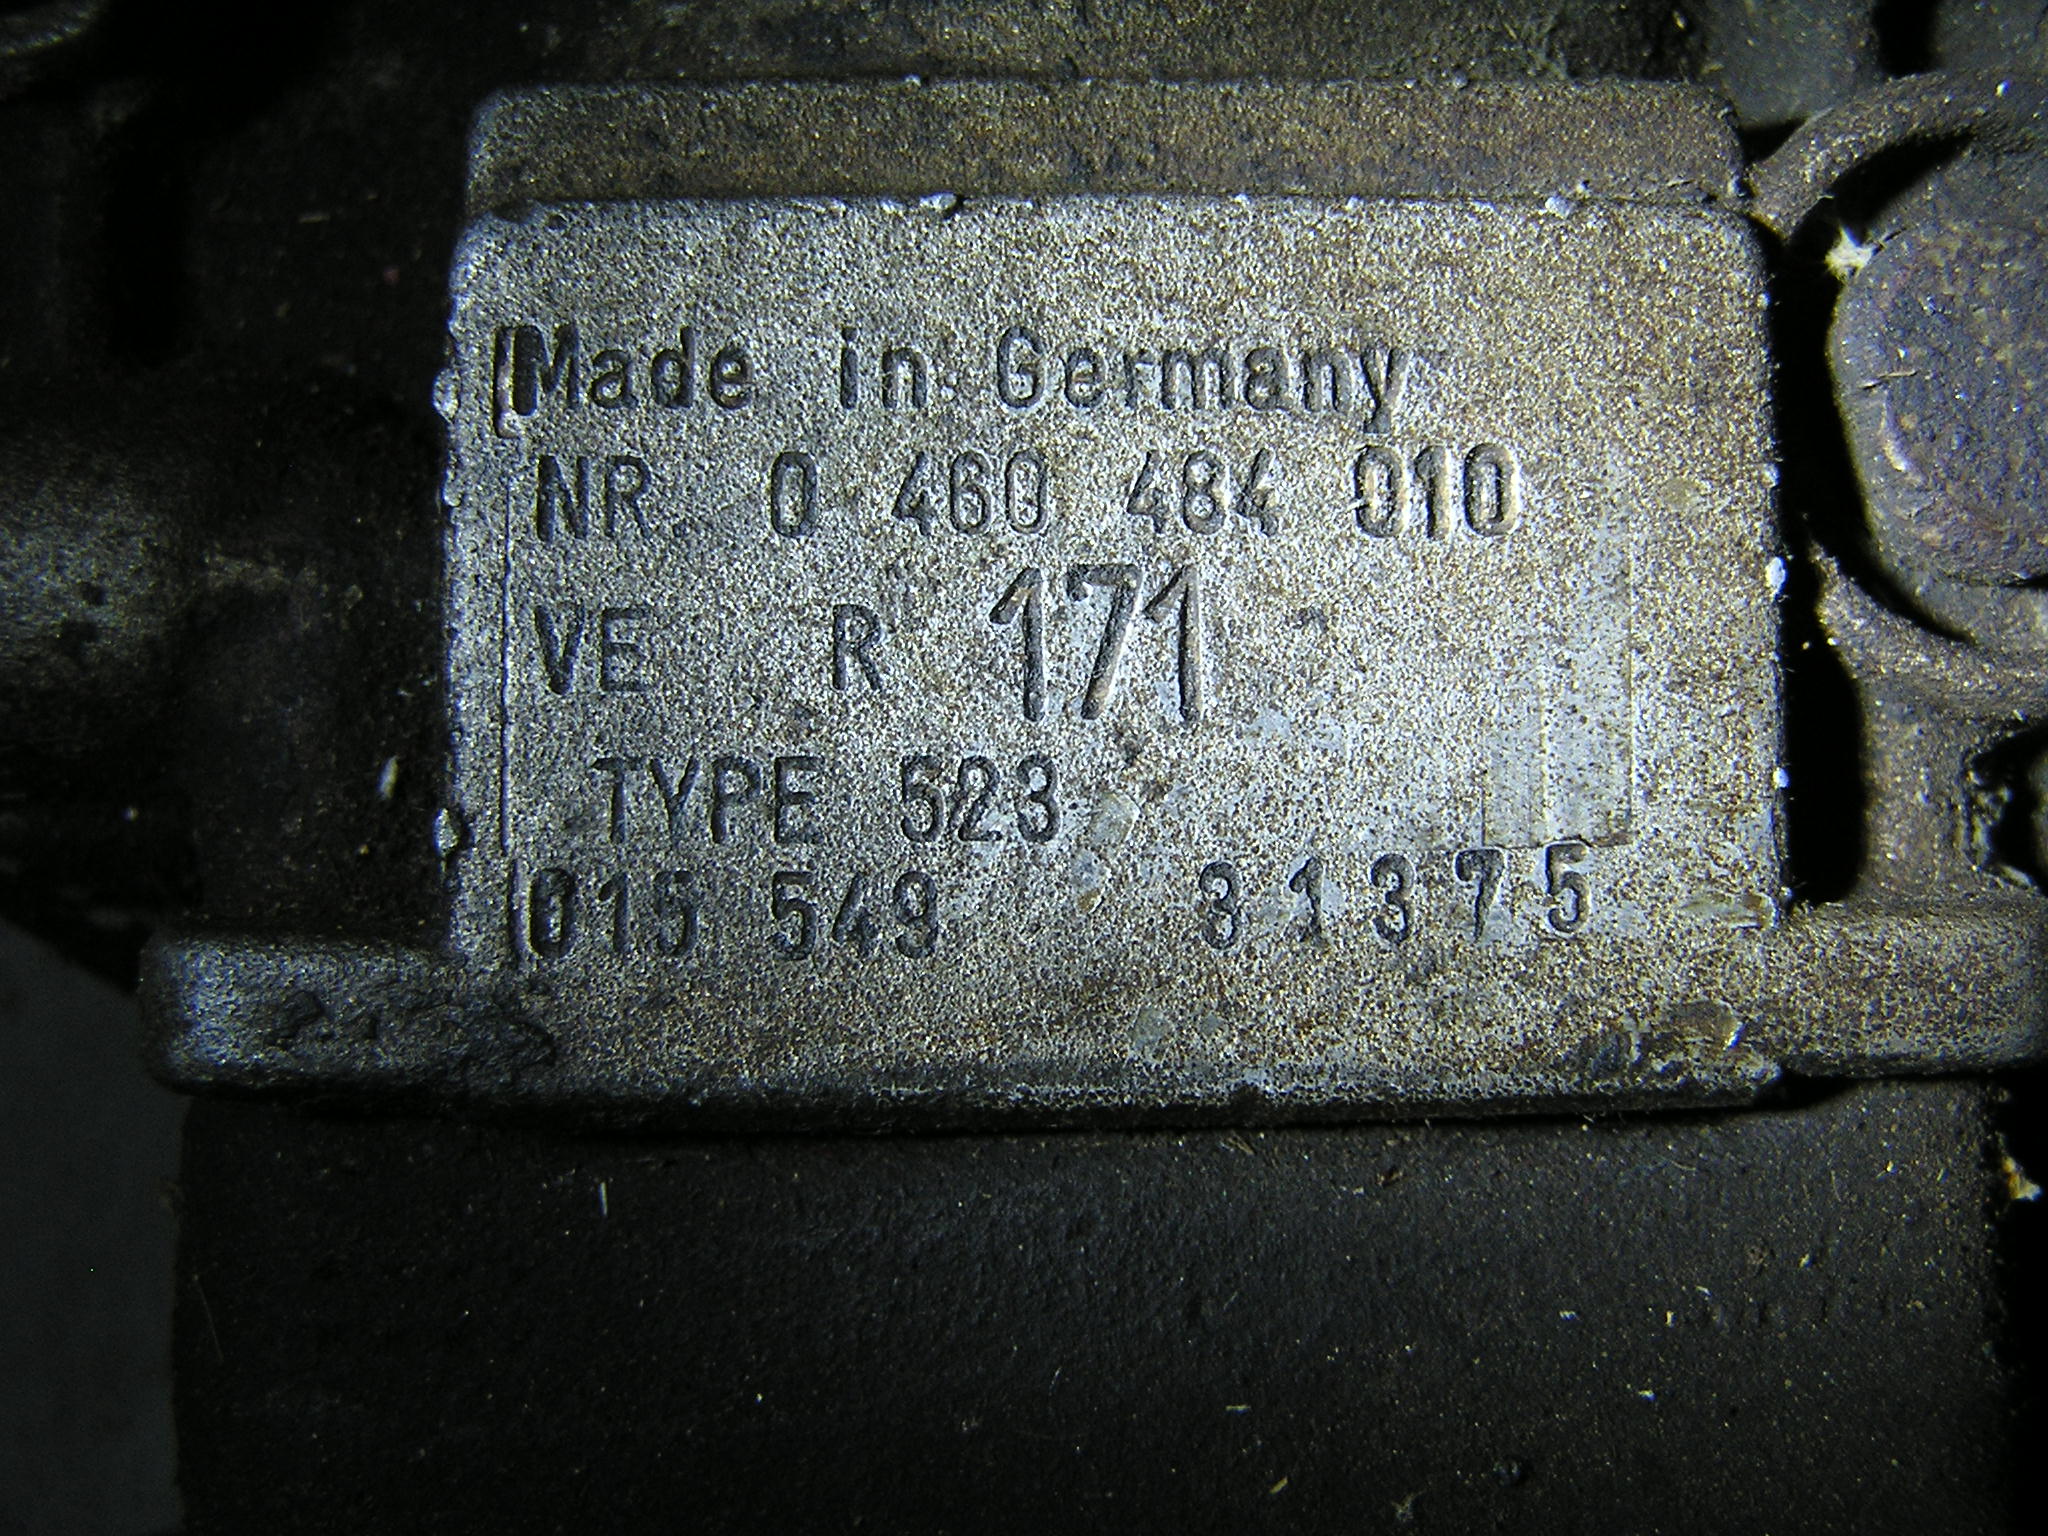 Made in Germany
NR. 0 460 484 010
VE R 171
TYPE 523
015 549 31375